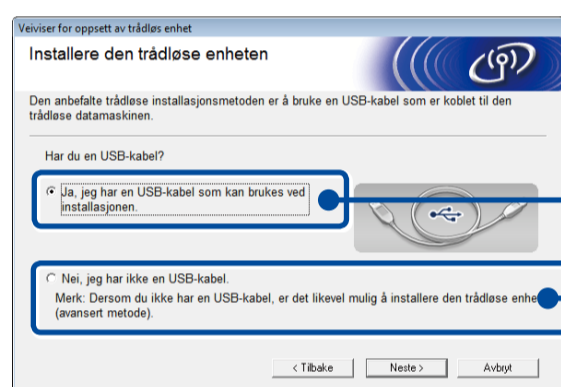 Veiviser for oppsett av trådløs enhet
Installere den trådløse enheten
Den anbefalte trådløse installasjonsmetoden er å bruke en USB-kabel som er koblet til den
trådløse datamaskinen.
Har du en USB-kabel?
Ja, jeg har en USB-kabel som kan brukes ved
installasjonen.
Nei, jeg har ikke en USB-kabel.
Merk: Dersom du ikke har en USB-kabel, er det likevel mulig å installere den trådløse enhe
(avansert metode).
< Tilbake
Neste >
Avbryt